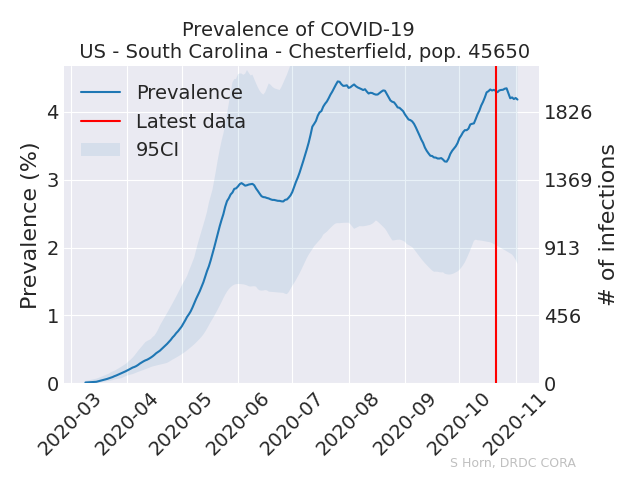 Prevalence of COVID-19
US - South Carolina - Chesterfield, pop. 45650
Prevalence
Latest data
95CI
Prevalence (%)
4
3
2
1
0
1826
1369
913
456
0
# of infections
2020-03
2020-04
2020-05
2020-06
2020-07
2020-08
2020-09
2020-10
2020-11
S Horn, DRDC CORA